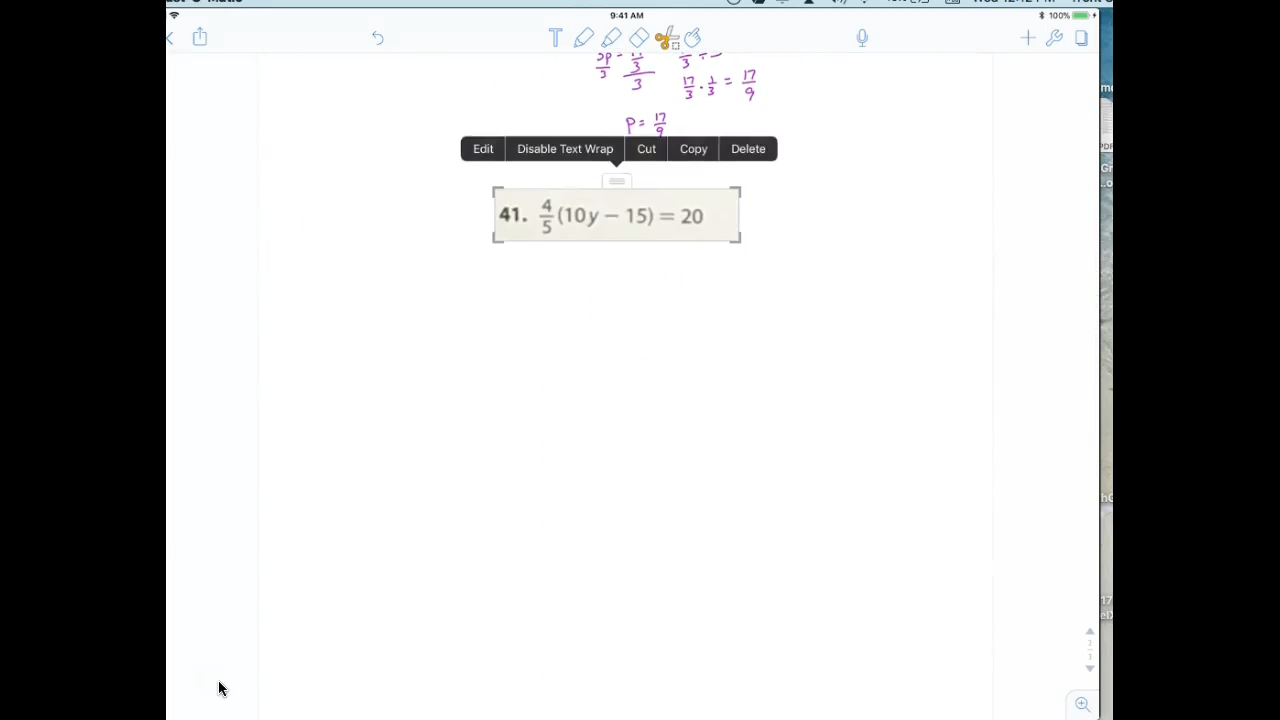 9:41 AM
100%
17/3 · 1/3 = 17/9
p = 17/9
Edit Disable Text Wrap Cut Copy Delete
41. 4/5 (10y − 15) = 20